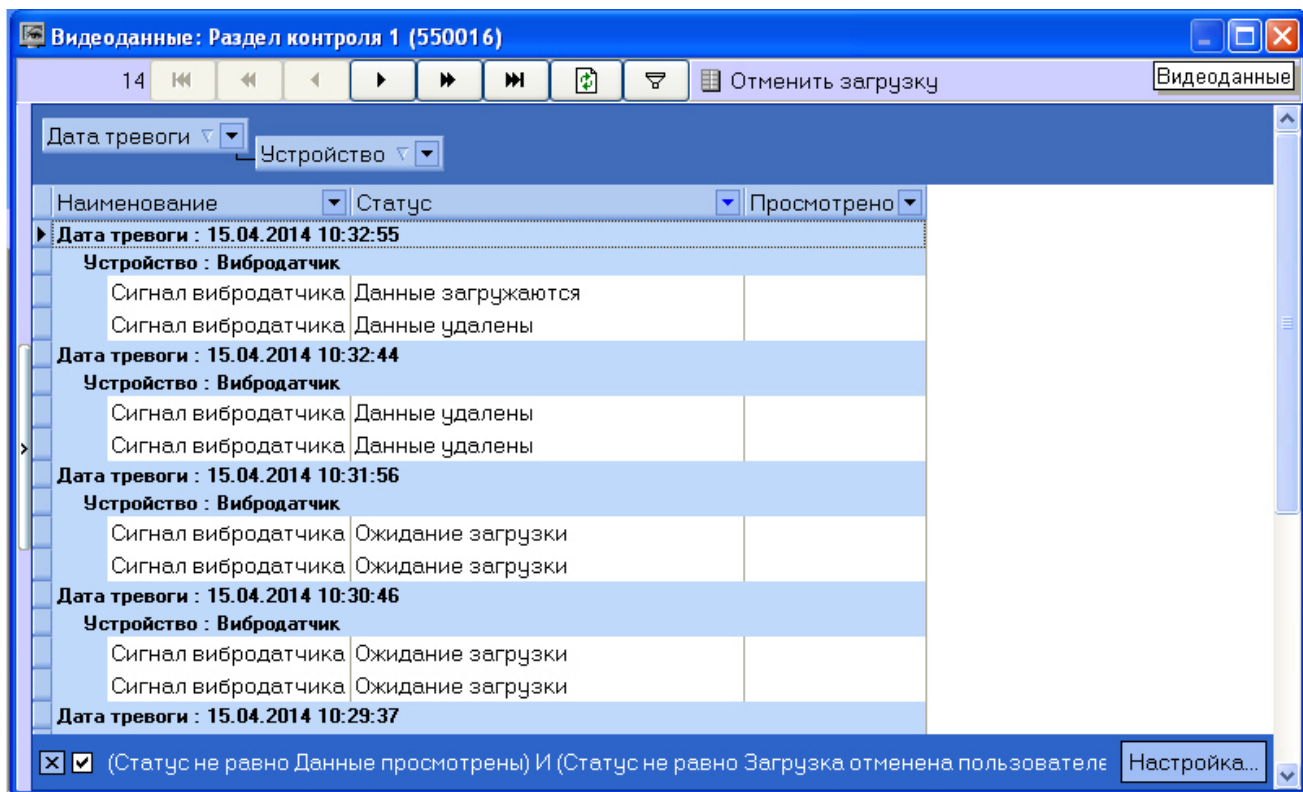 Видеоданные: Раздел контроля 1 (550016)
14 Отменить загрузку Видеоданные
Дата тревоги
Устройство
Наименование Статус Просмотрено
Дата тревоги : 15.04.2014 10:32:55
Устройство : Вибродатчик
Сигнал вибродатчика Данные загружаются
Сигнал вибродатчика Данные удалены
Дата тревоги : 15.04.2014 10:32:44
Устройство : Вибродатчик
Сигнал вибродатчика Данные удалены
Сигнал вибродатчика Данные удалены
Дата тревоги : 15.04.2014 10:31:56
Устройство : Вибродатчик
Сигнал вибродатчика Ожидание загрузки
Сигнал вибродатчика Ожидание загрузки
Дата тревоги : 15.04.2014 10:30:46
Устройство : Вибродатчик
Сигнал вибродатчика Ожидание загрузки
Сигнал вибродатчика Ожидание загрузки
Дата тревоги : 15.04.2014 10:29:37
(Статус не равно Данные просмотрены) И (Статус не равно Загрузка отменена пользователе Настройка...